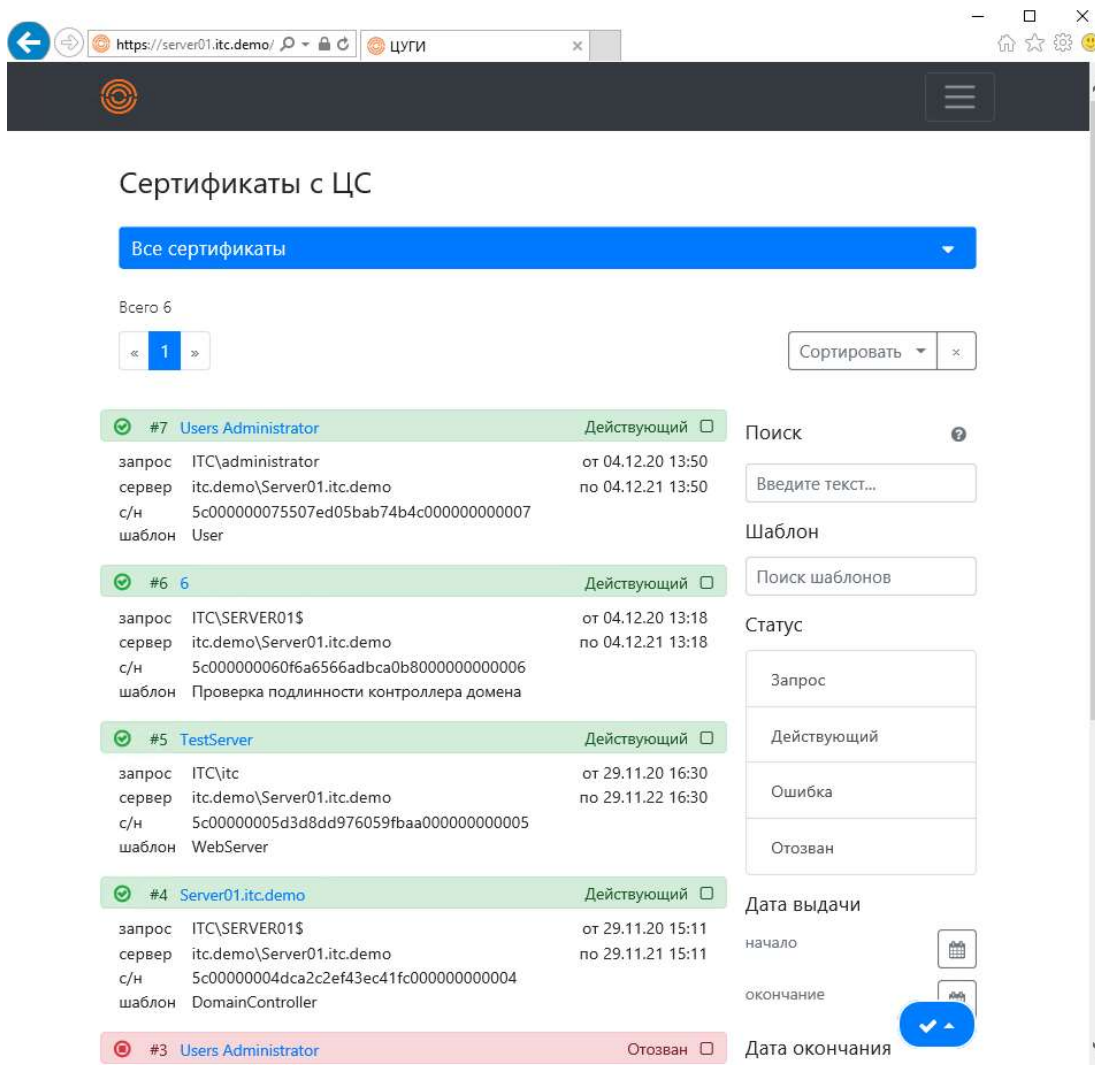 https://server01.itc.demo/
ЦУГИ
Сертификаты с ЦС
Все сертификаты
Всего 6
« 1 »
Сортировать ×
#7 Users Administrator Действующий
запрос ITC\administrator от 04.12.20 13:50
сервер itc.demo\Server01.itc.demo по 04.12.21 13:50
с/н 5c000000075507ed05bab74b4c000000000007
шаблон User
#6 6 Действующий
запрос ITC\SERVER01$ от 04.12.20 13:18
сервер itc.demo\Server01.itc.demo по 04.12.21 13:18
с/н 5c000000060f6a6566adbca0b8000000000006
шаблон Проверка подлинности контроллера домена
#5 TestServer Действующий
запрос ITC\itc от 29.11.20 16:30
сервер itc.demo\Server01.itc.demo по 29.11.22 16:30
с/н 5c00000005d3d8dd976059fbaa000000000005
шаблон WebServer
#4 Server01.itc.demo Действующий
запрос ITC\SERVER01$ от 29.11.20 15:11
сервер itc.demo\Server01.itc.demo по 29.11.21 15:11
с/н 5c00000004dca2c2ef43ec41fc000000000004
шаблон DomainController
#3 Users Administrator Отозван
Поиск
Введите текст...
Шаблон
Поиск шаблонов
Статус
Запрос
Действующий
Ошибка
Отозван
Дата выдачи
начало
окончание
Дата окончания